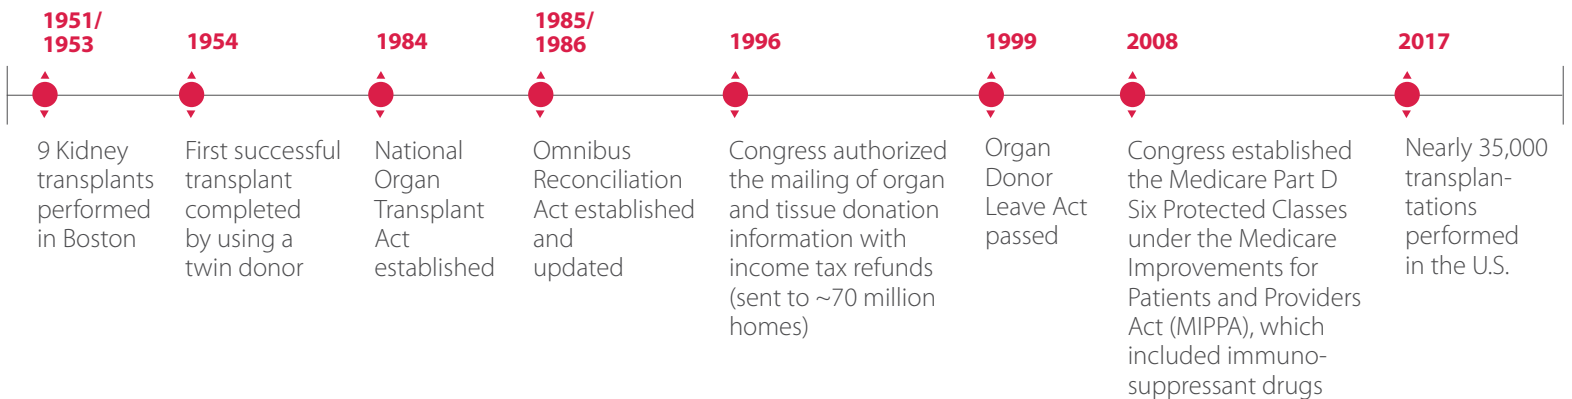 1951/
1953
9 Kidney
transplants
performed
in Boston
1954
First successful
transplant
completed
by using a
twin donor
1984
National
Organ
Transplant
Act
established
1985/
1986
Omnibus
Reconciliation
Act established
and
updated
1996
Congress authorized
the mailing of organ
and tissue donation
information with
income tax refunds
(sent to ~70 million
homes)
1999
Organ
Donor
Leave Act
passed
2008
Congress established
the Medicare Part D
Six Protected Classes
under the Medicare
Improvements for
Patients and Providers
Act (MIPPA), which
included immuno-
suppressant drugs
2017
Nearly 35,000
transplan-
tations
performed
in the U.S.